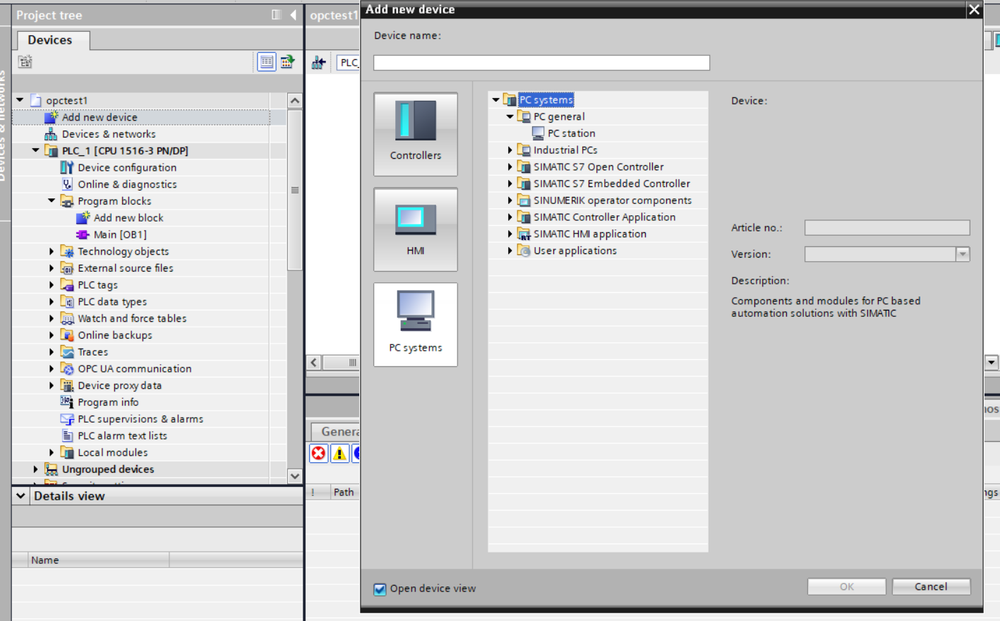 Project tree
Devices
opctest1
Add new device
Devices & networks
PLC_1 [CPU 1516-3 PN/DP]
Device configuration
Online & diagnostics
Program blocks
Add new block
Main [OB1]
Technology objects
External source files
PLC tags
PLC data types
Watch and force tables
Online backups
Traces
OPC UA communication
Device proxy data
Program info
PLC supervisions & alarms
PLC alarm text lists
Local modules
Ungrouped devices
Details view
Name
Devices & networks
opctest1
PLC_
Genera
! Path
Add new device
Device name:
Controllers
HMI
PC systems
PC systems
PC general
PC station
Industrial PCs
SIMATIC S7 Open Controller
SIMATIC S7 Embedded Controller
SINUMERIK operator components
SIMATIC Controller Application
SIMATIC HMI application
User applications
Device:
Article no.:
Version:
Description:
Components and modules for PC based
automation solutions with SIMATIC
Open device view
OK
Cancel